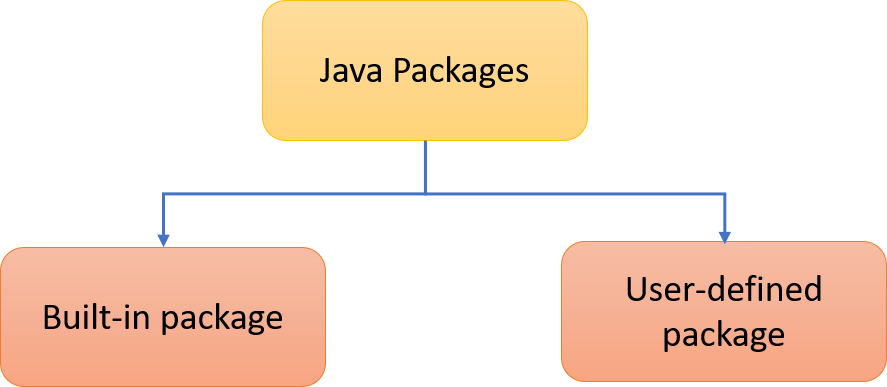 Java Packages
Built-in package
User-defined
package